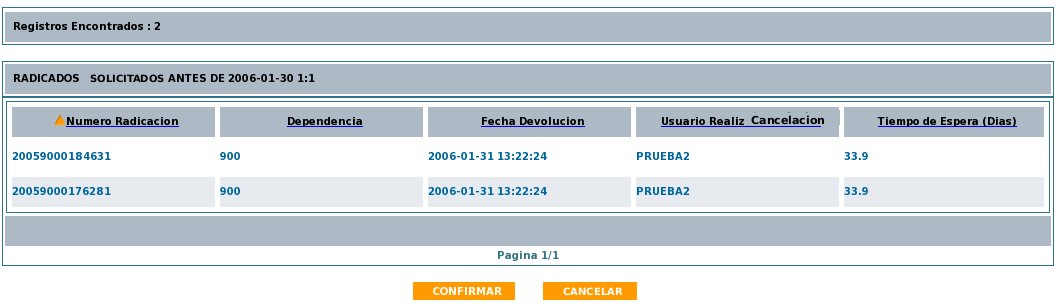 Registros Encontrados : 2
RADICADOS SOLICITADOS ANTES DE 2006-01-30 1:1
Numero Radicacion Dependencia Fecha Devolucion Usuario Realiz Cancelacion Tiempo de Espera (Dias)
20059000184631 900 2006-01-31 13:22:24 PRUEBA2 33.9
20059000176281 900 2006-01-31 13:22:24 PRUEBA2 33.9
Pagina 1/1
CONFIRMAR CANCELAR